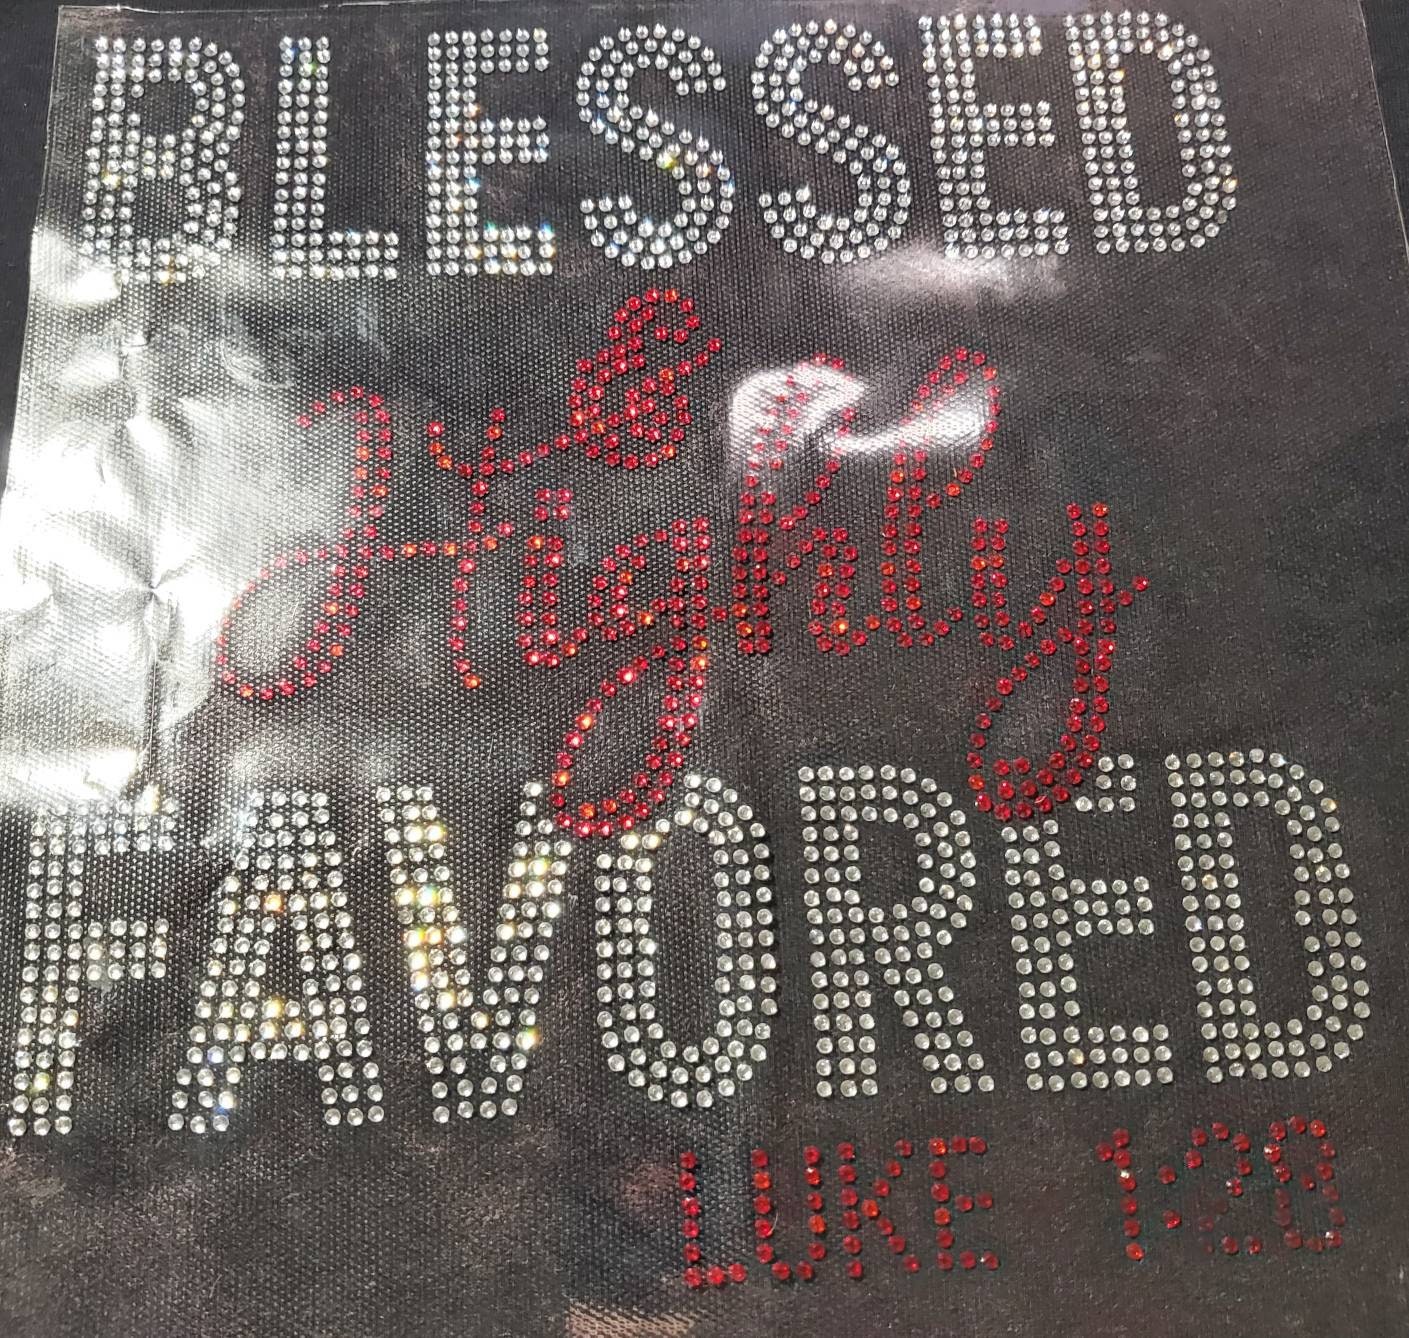 BLESSED
&
Highly
FAVORED
LUKE 1:28